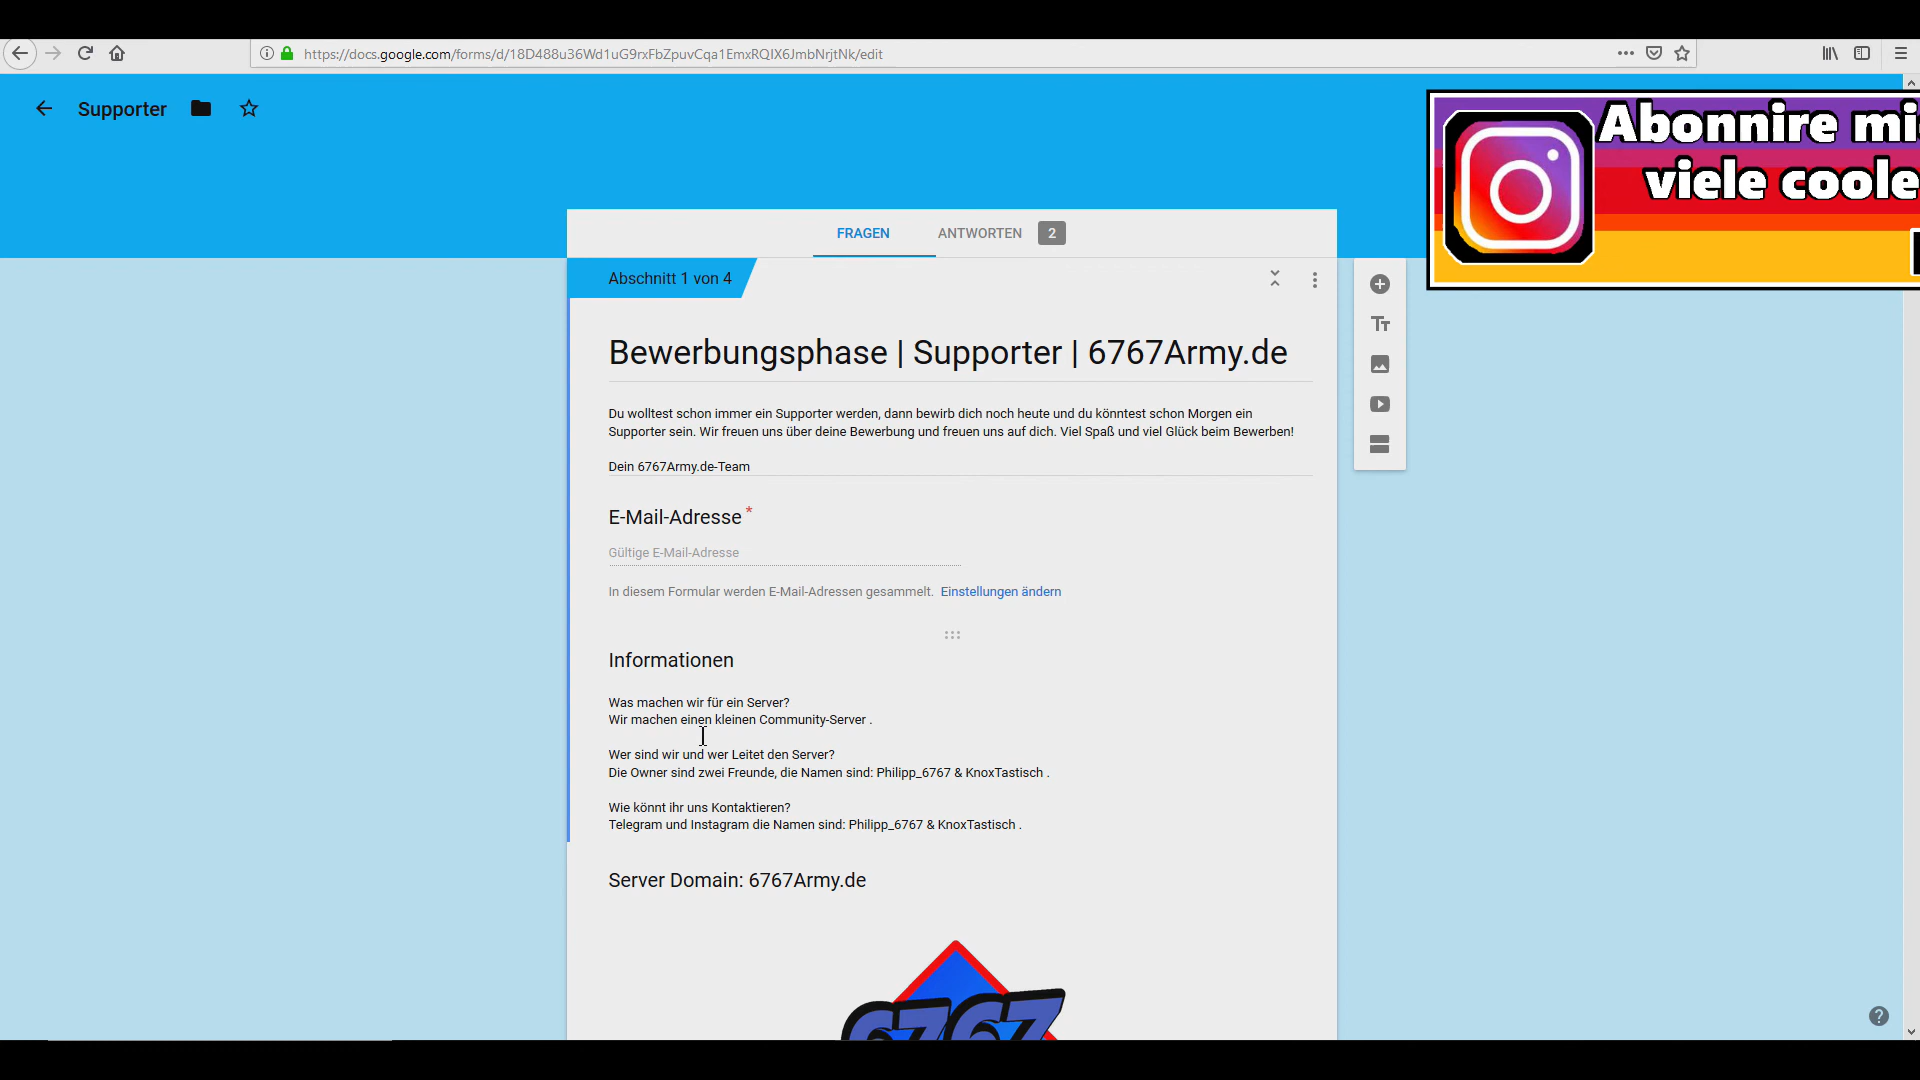 https://docs.google.com/forms/d/18D488u36Wd1uG9rxFbZpuvCqa1EmxRQIX6JmbNrjtNk/edit
Supporter
Abonnire mi
viele coole
FRAGEN ANTWORTEN 2
Abschnitt 1 von 4
Bewerbungsphase | Supporter | 6767Army.de
Du wolltest schon immer ein Supporter werden, dann bewirb dich noch heute und du könntest schon Morgen ein
Supporter sein. Wir freuen uns über deine Bewerbung und freuen uns auf dich. Viel Spaß und viel Glück beim Bewerben!
Dein 6767Army.de-Team
E-Mail-Adresse *
Gültige E-Mail-Adresse
In diesem Formular werden E-Mail-Adressen gesammelt. Einstellungen ändern
Informationen
Was machen wir für ein Server?
Wir machen einen kleinen Community-Server .
Wer sind wir und wer Leitet den Server?
Die Owner sind zwei Freunde, die Namen sind: Philipp_6767 & KnoxTastisch .
Wie könnt ihr uns Kontaktieren?
Telegram und Instagram die Namen sind: Philipp_6767 & KnoxTastisch .
Server Domain: 6767Army.de
6767